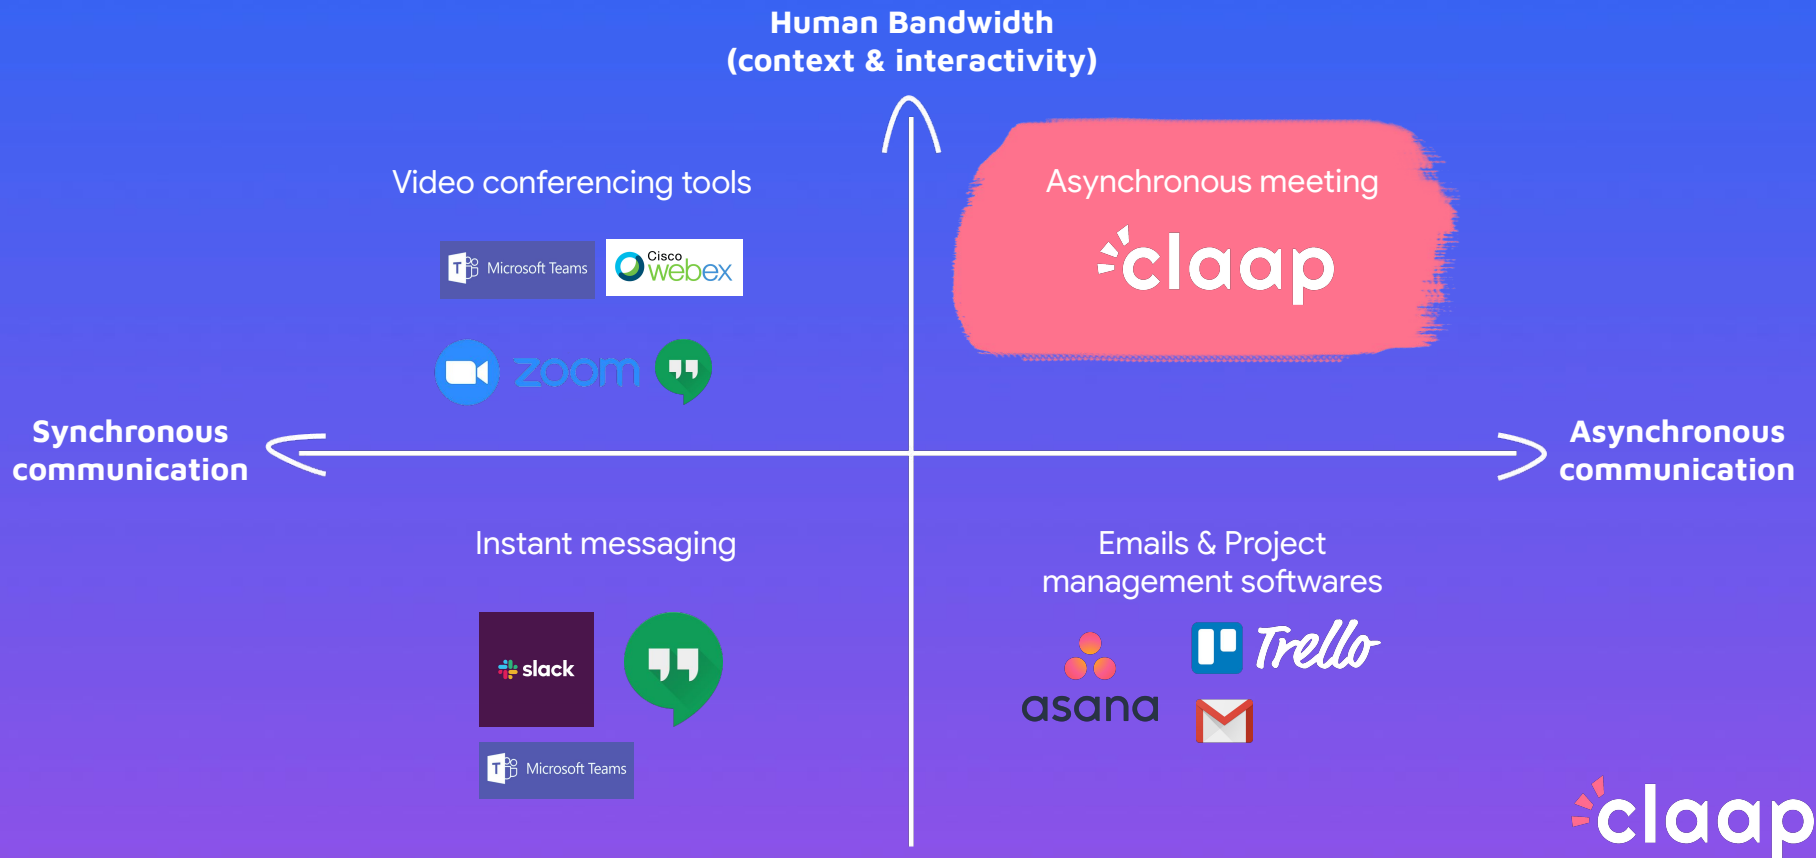 Human Bandwidth
(context & interactivity)
Video conferencing tools
Microsoft Teams
Cisco
webex
zoom
Asynchronous meeting
claap
Synchronous
communication
Asynchronous
communication
Instant messaging
slack
Microsoft Teams
Emails & Project
management softwares
asana
Trello
claap